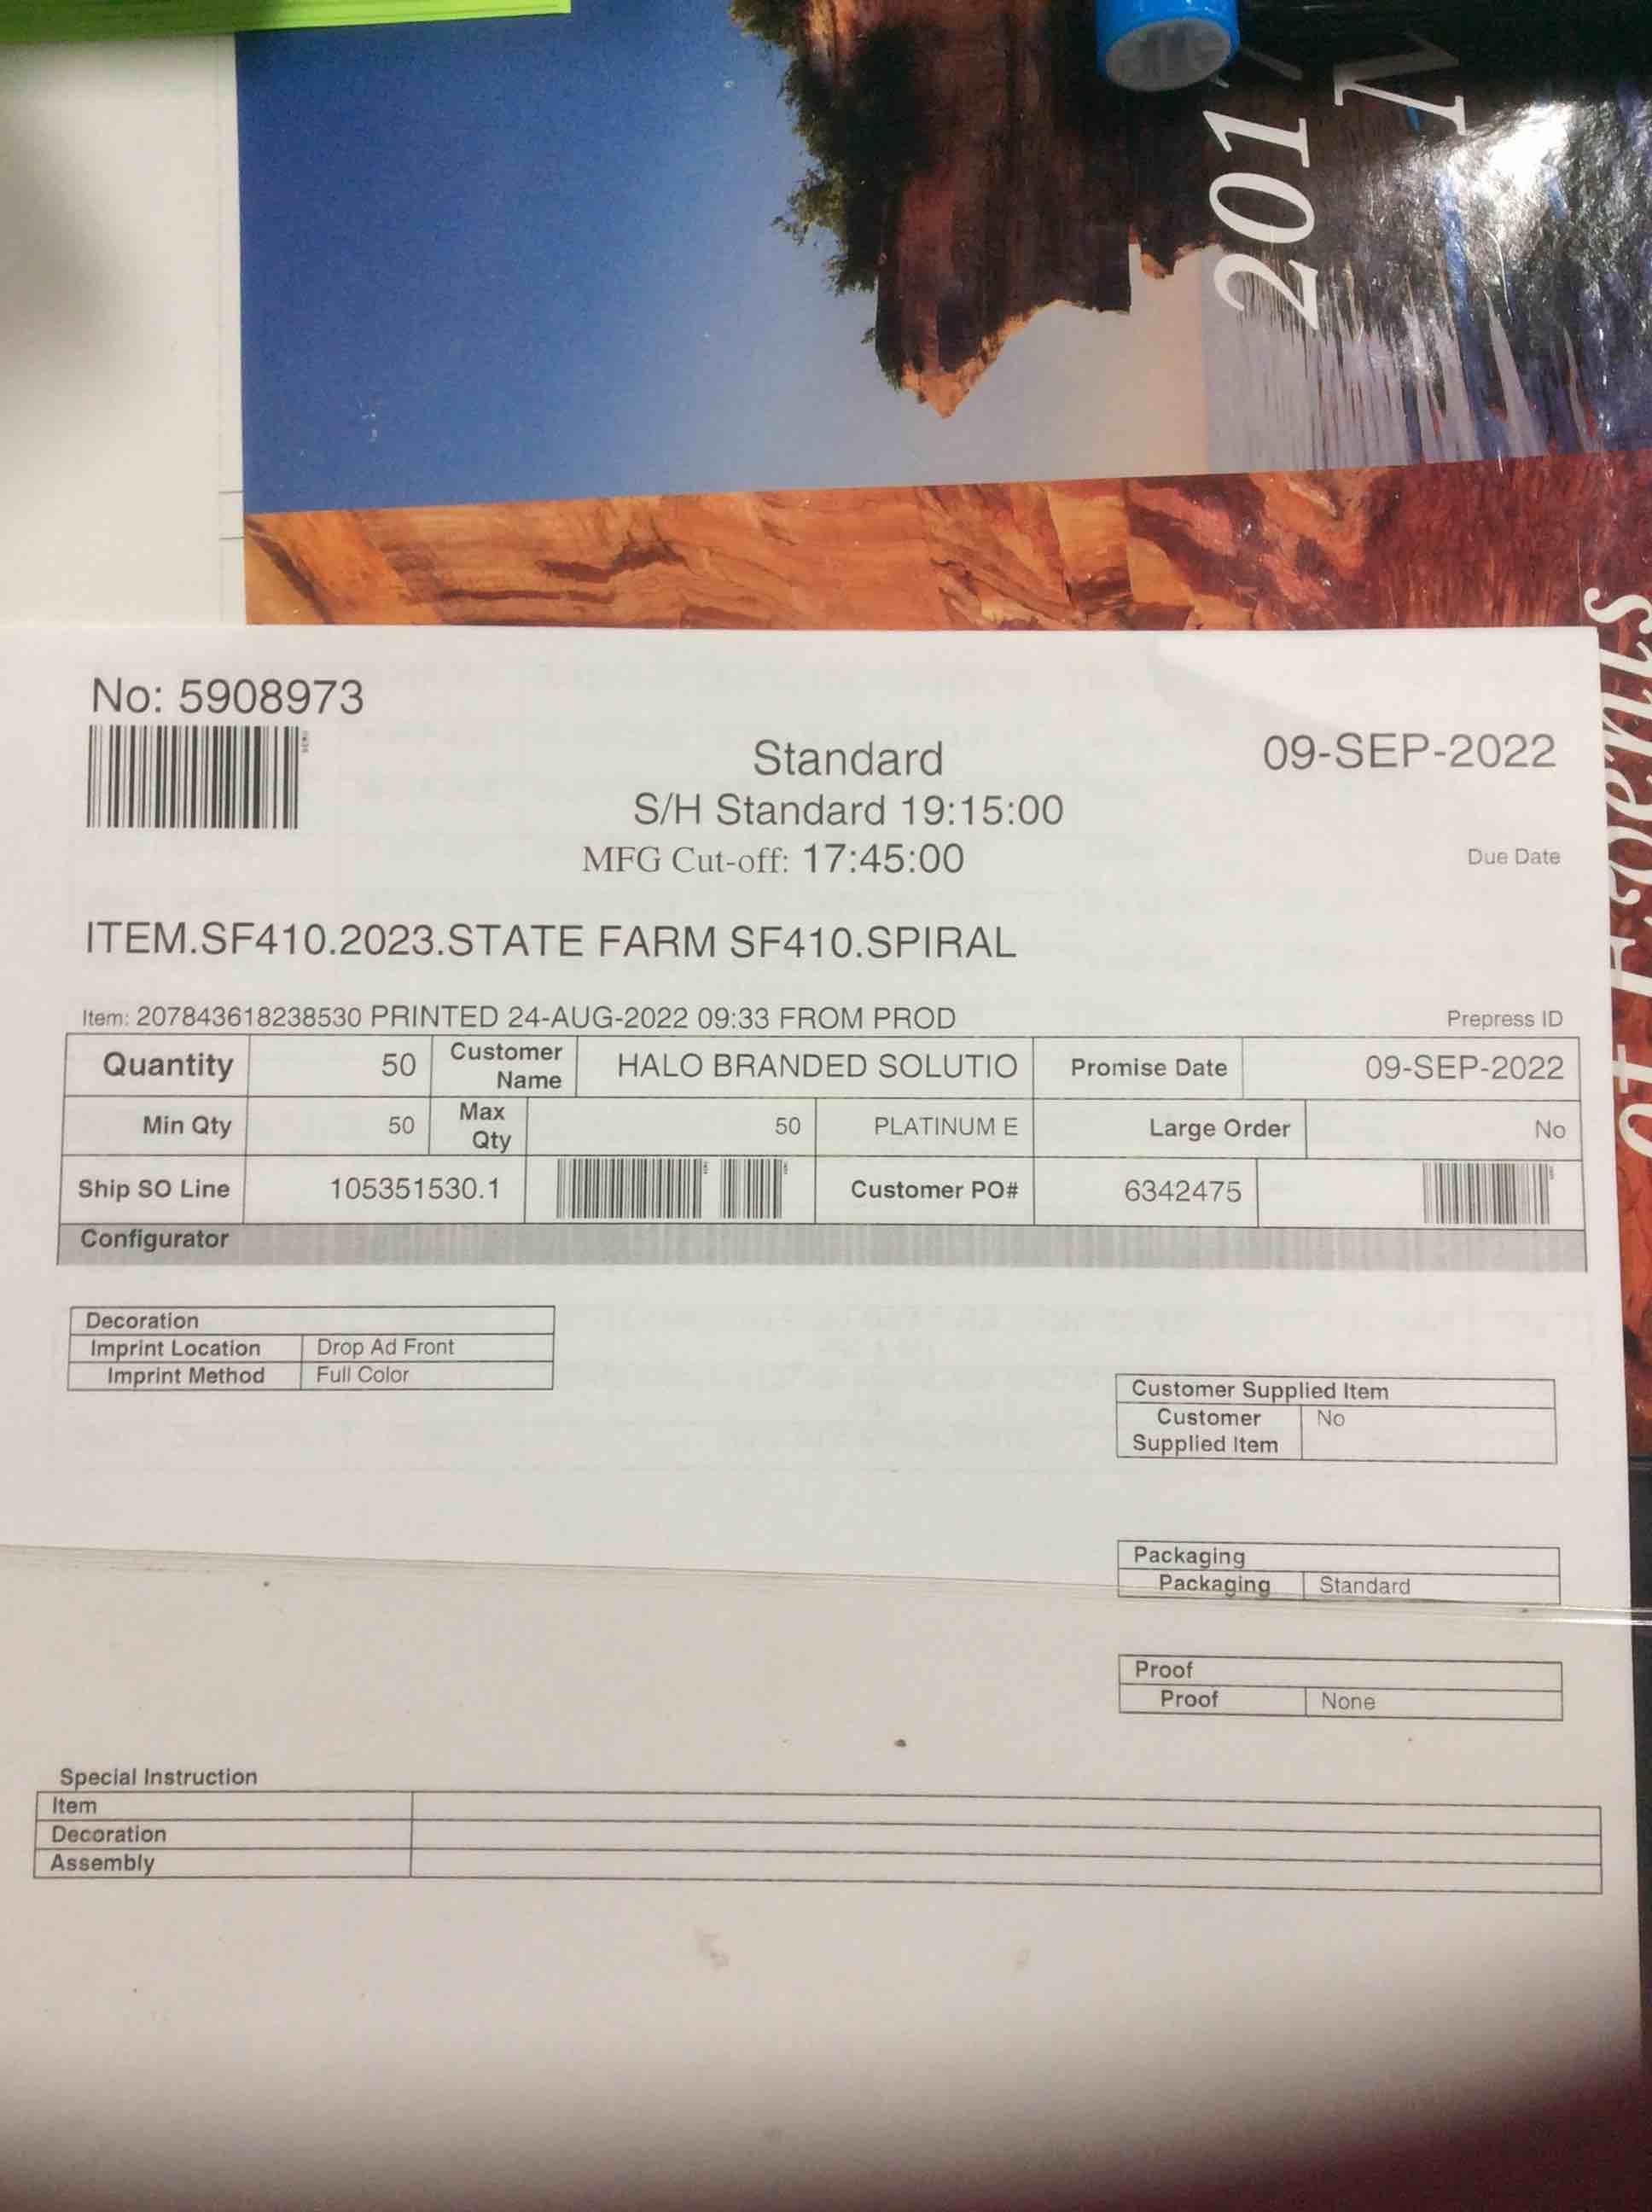 201
No: 5908973
Standard
09-SEP-2022
S/H Standard 19:15:00
MFG Cut-off: 17:45:00
Due Date
ITEM.SF410.2023.STATE FARM SF410.SPIRAL
Item: 207843618238530 PRINTED 24-AUG-2022 09:33 FROM PROD
Prepress ID
Quantity 50 Customer Name HALO BRANDED SOLUTIO Promise Date 09-SEP-2022
Min Qty 50 Max Qty 50 PLATINUM E Large Order No
Ship SO Line 105351530.1 Customer PO# 6342475
Configurator
Decoration
Imprint Location Drop Ad Front
Imprint Method Full Color
Customer Supplied Item
Customer Supplied Item No
Packaging
Packaging Standard
Proof
Proof None
Special Instruction
Item
Decoration
Assembly